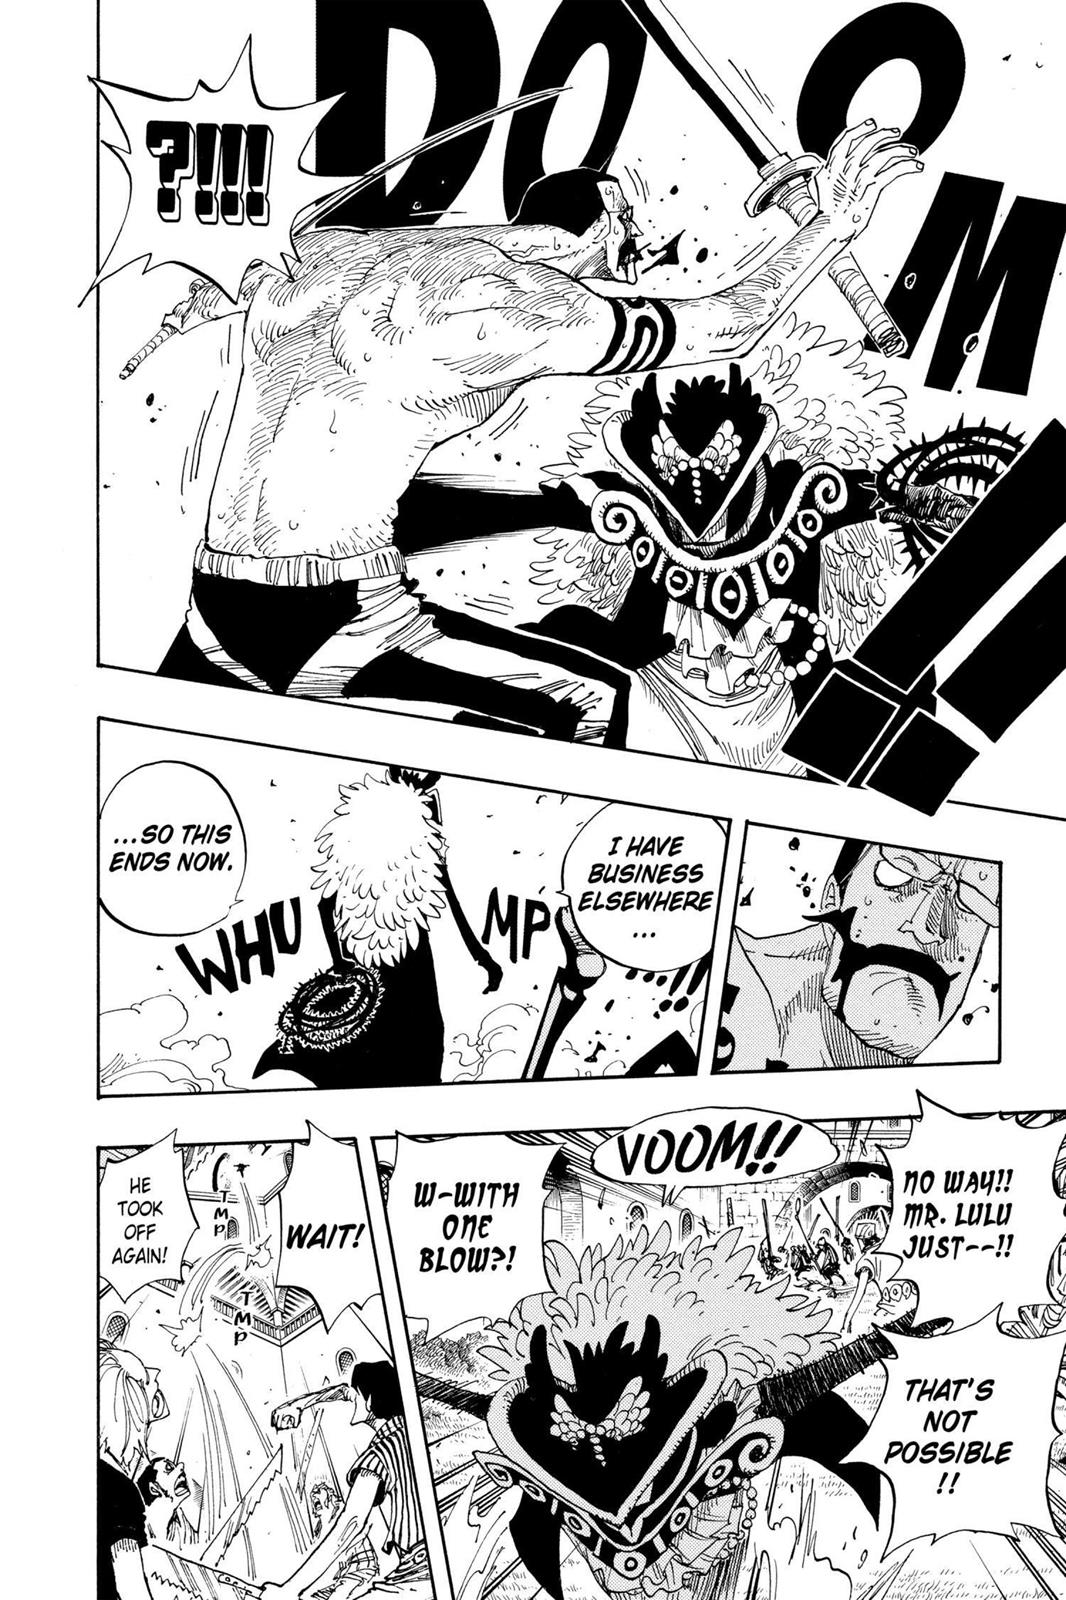 DOOM!!
?!!!!
I HAVE
BUSINESS
ELSEWHERE
...
...SO THIS
ENDS NOW.
WHUMP
!!
VOOM!!
NO WAY!!
MR. LULU
JUST--!!
W-WITH
ONE
BLOW?!
THAT'S
NOT
POSSIBLE
!!
WAIT!
HE
TOOK
OFF
AGAIN!
TMP
TMP